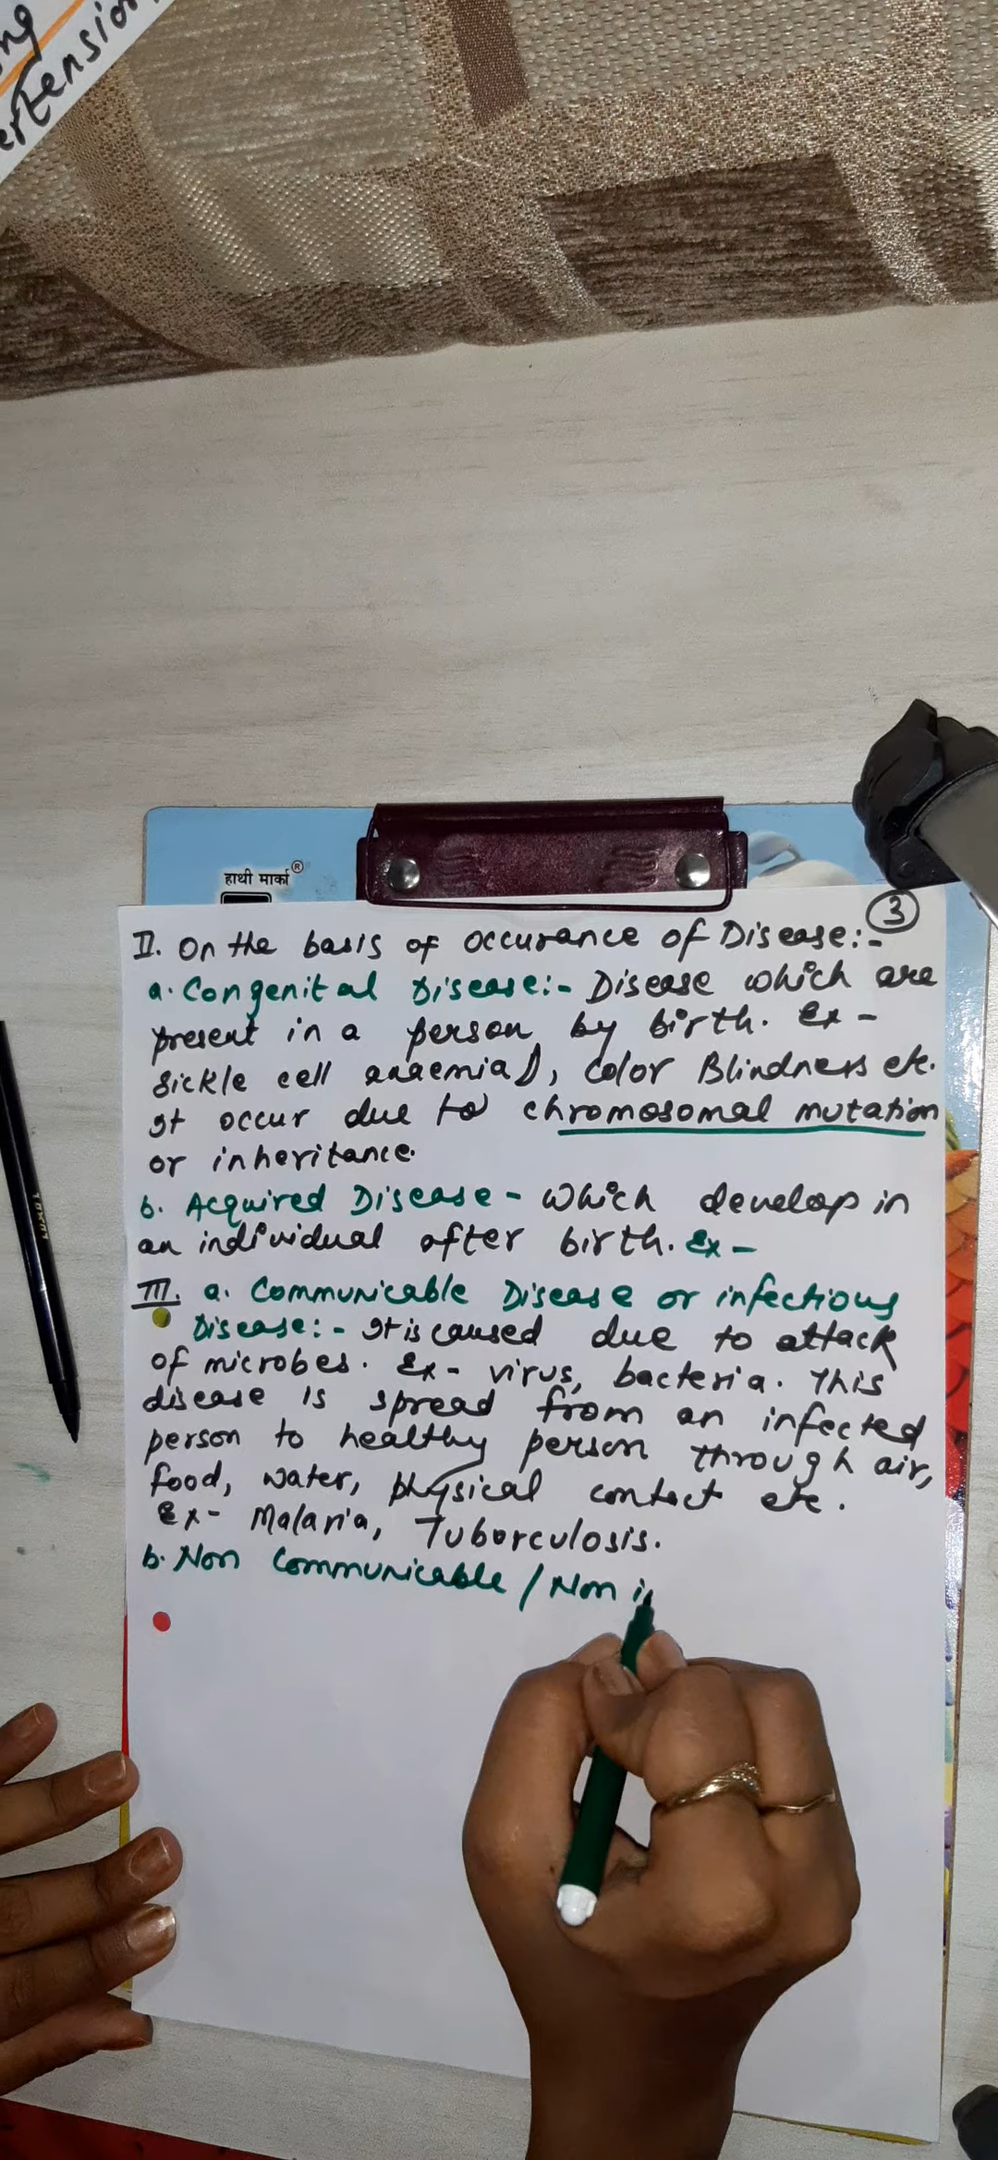 ng
ertension
हाथी मार्का ®
3
II. On the basis of occurance of Disease:-
a. Congenital Disease:- Disease which are
present in a person by birth. Ex -
Sickle cell anaemia, Color Blindness etc.
It occur due to chromosomal mutation
or inheritance.
b. Acquired Disease - which develop in
an individual after birth. Ex -
III. a. Communicable Disease or infectious
Disease:- It is caused due to attack
of microbes. Ex - virus, bacteria. This
disease is spread from an infected
person to healthy person through air,
food, water, physical contact etc.
Ex- Malaria, Tuborculosis.
b. Non Communicable / Non i